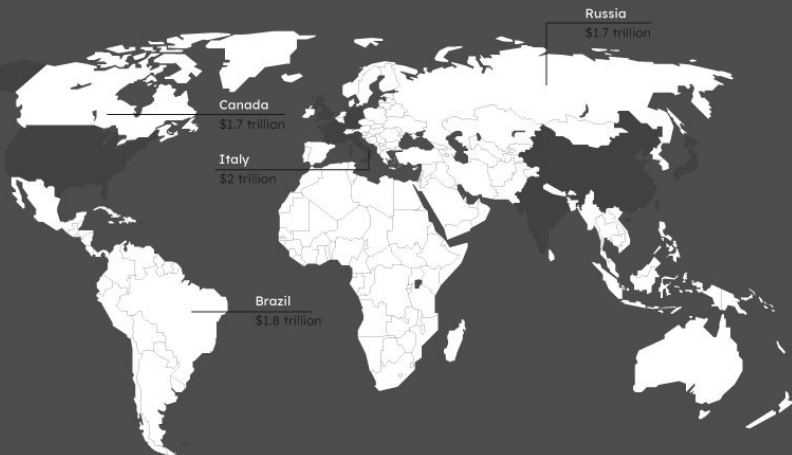 Russia
$1.7 trillion
Canada
$1.7 trillion
Italy
$2 trillion
Brazil
$1.8 trillion